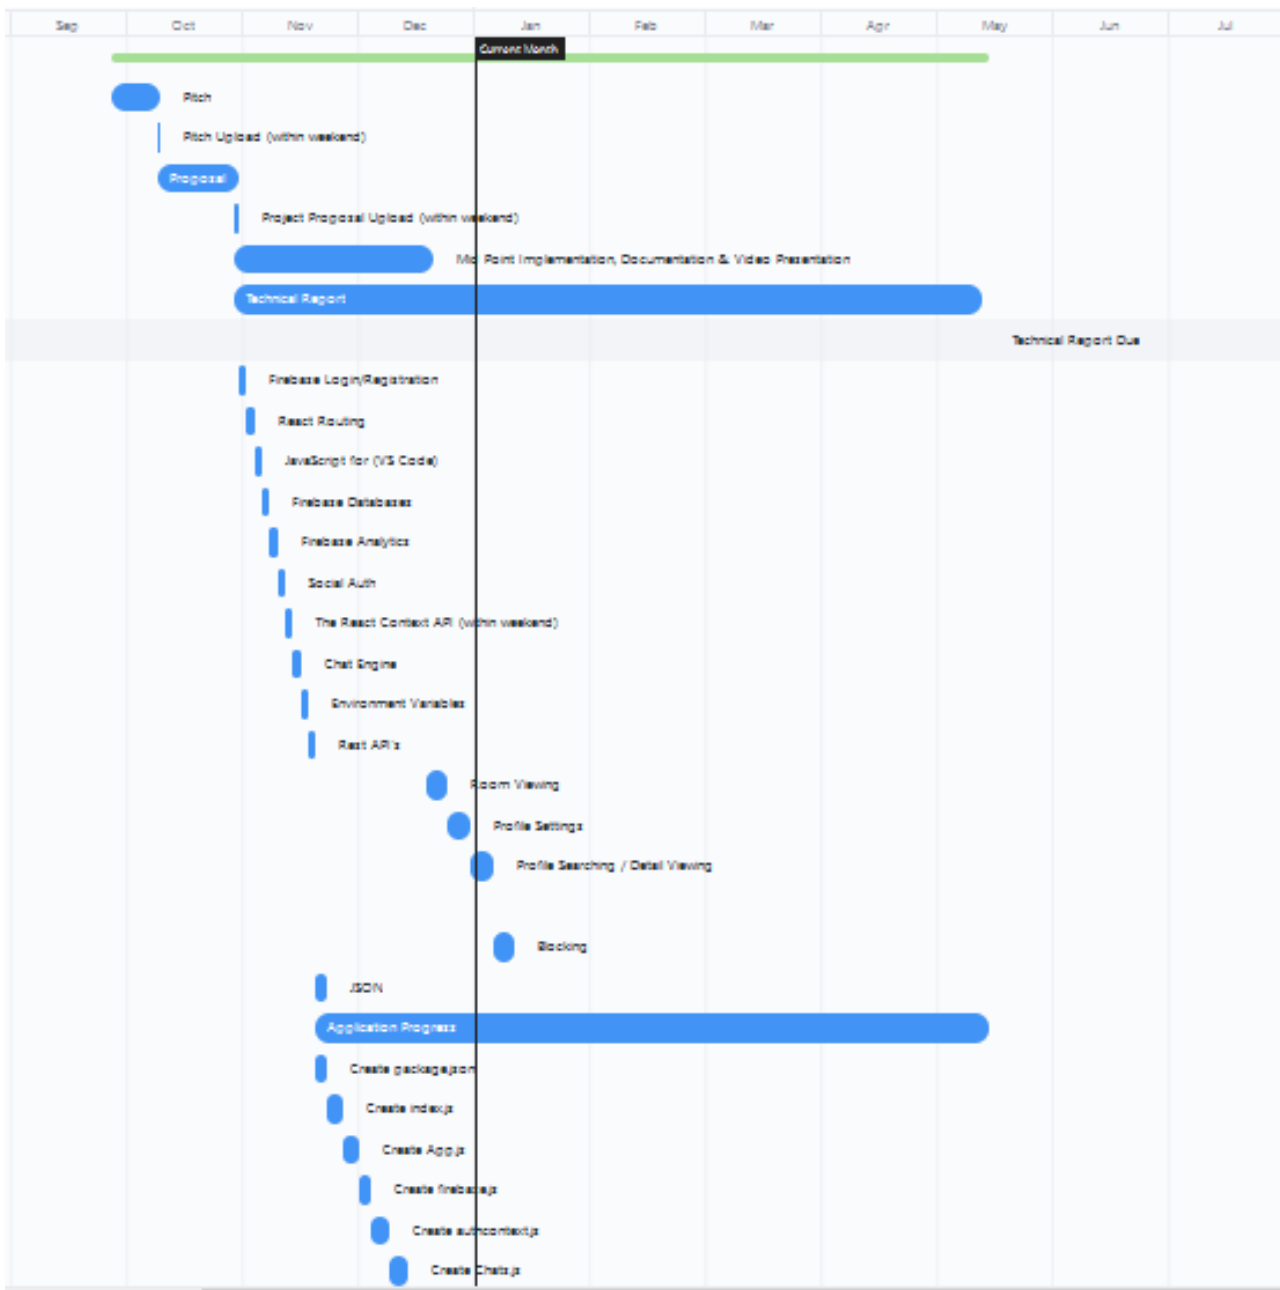 Sep Oct Nov Dec Jan Feb Mar Apr May Jun Jul
Current Month
Pitch
Pitch Upload (within weekend)
Proposal
Project Proposal Upload (within weekend)
Mid Point Implementation, Documentation & Video Presentation
Technical Report
Technical Report Due
Firebase Login/Registration
React Routing
JavaScript for (VS Code)
Firebase Databases
Firebase Analytics
Social Auth
The React Context API (within weekend)
Chat Engine
Environment Variables
Rest API's
Room Viewing
Profile Settings
Profile Searching / Detail Viewing
Blocking
JSON
Application Progress
Create package.json
Create index.js
Create App.js
Create firebase.js
Create authcontext.js
Create Chats.js